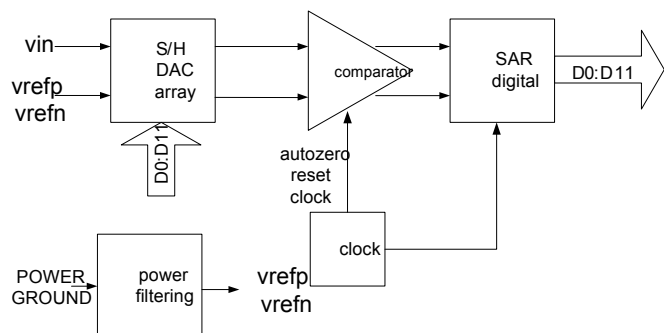 vin
vrefp
vrefn
S/H
DAC
array
comparator
SAR
digital
D0:D11
D0:D11
autozero
reset
clock
clock
POWER
GROUND
power
filtering
vrefp
vrefn